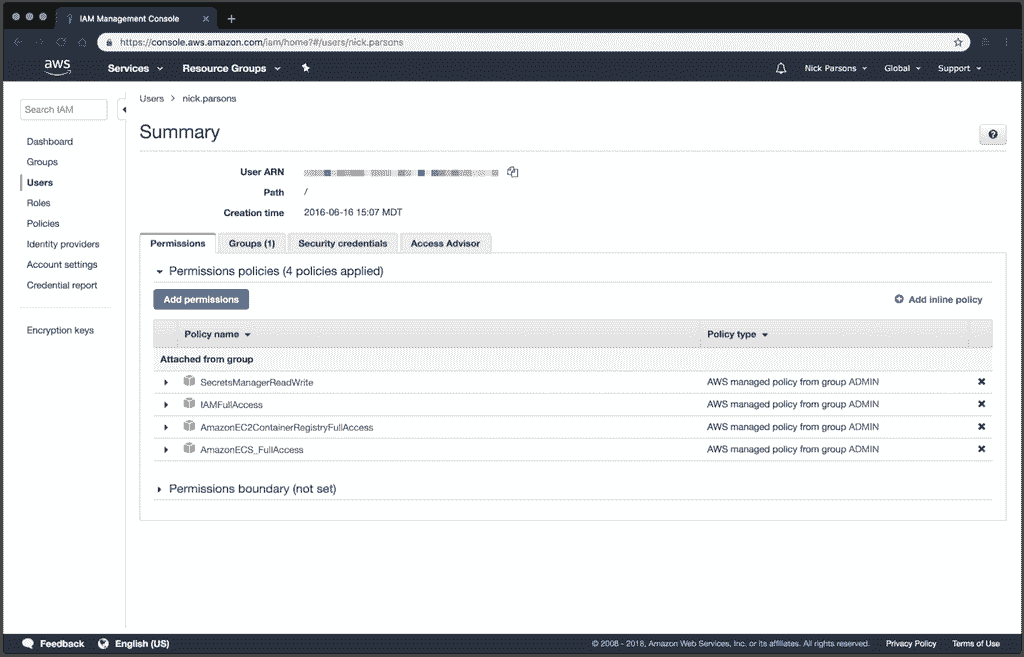 IAM Management Console
https://console.aws.amazon.com/iam/home?#/users/nick.parsons
aws Services Resource Groups Nick Parsons Global Support
Search IAM
Dashboard
Groups
Users
Roles
Policies
Identity providers
Account settings
Credential report
Encryption keys
Users > nick.parsons
Summary
User ARN
Path /
Creation time 2016-06-16 15:07 MDT
Permissions Groups (1) Security credentials Access Advisor
Permissions policies (4 policies applied)
Add permissions Add inline policy
Policy name Policy type
Attached from group
SecretsManagerReadWrite AWS managed policy from group ADMIN
IAMFullAccess AWS managed policy from group ADMIN
AmazonEC2ContainerRegistryFullAccess AWS managed policy from group ADMIN
AmazonECS_FullAccess AWS managed policy from group ADMIN
Permissions boundary (not set)
Feedback English (US) © 2008 - 2018, Amazon Web Services, Inc. or its affiliates. All rights reserved. Privacy Policy Terms of Use